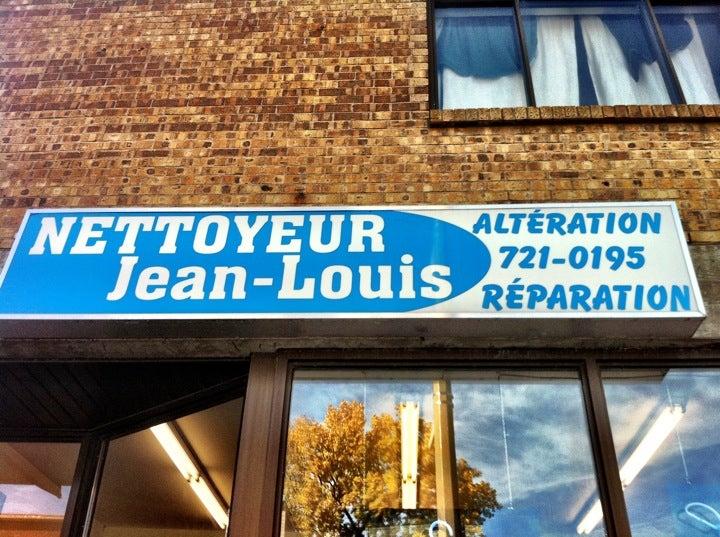 NETTOYEUR
Jean-Louis
ALTÉRATION
721-0195
RÉPARATION